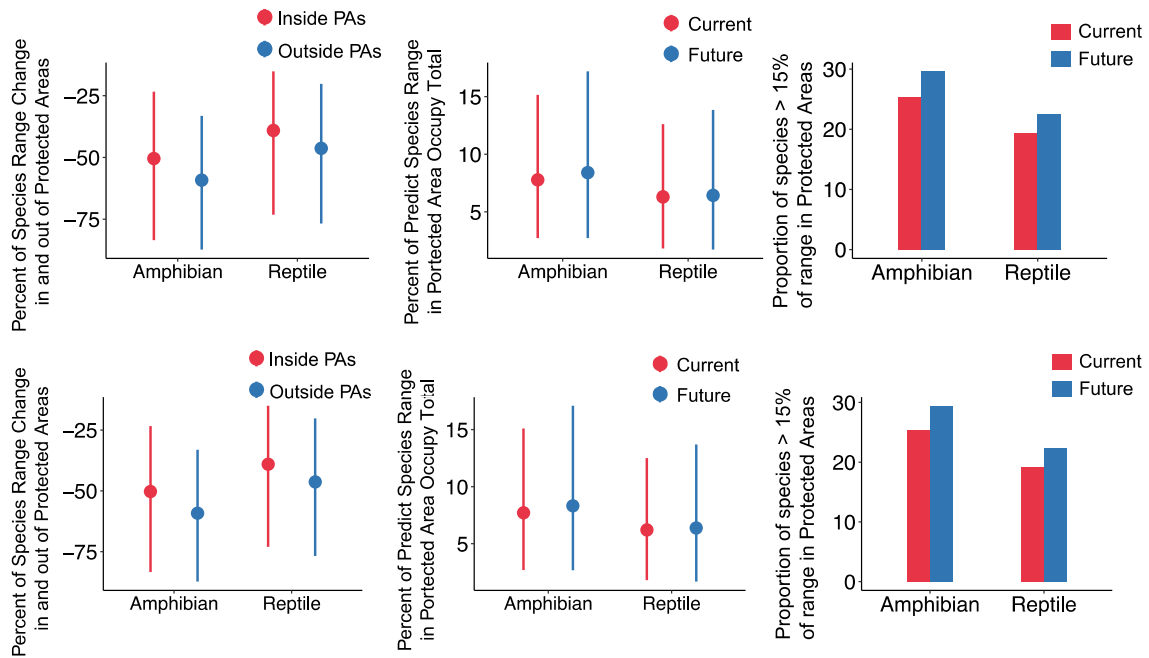 Inside PAs
Outside PAs
Percent of Species Range Change
in and out of Protected Areas
−25
−50
−75
Amphibian
Reptile
Current
Future
Percent of Predict Species Range
in Portected Area Occupy Total
15
10
5
Amphibian
Reptile
Current
Future
Proportion of species > 15%
of range in Protected Areas
30
20
10
0
Amphibian
Reptile
Inside PAs
Outside PAs
Percent of Species Range Change
in and out of Protected Areas
−25
−50
−75
Amphibian
Reptile
Current
Future
Percent of Predict Species Range
in Portected Area Occupy Total
15
10
5
Amphibian
Reptile
Current
Future
Proportion of species > 15%
of range in Protected Areas
30
20
10
0
Amphibian
Reptile